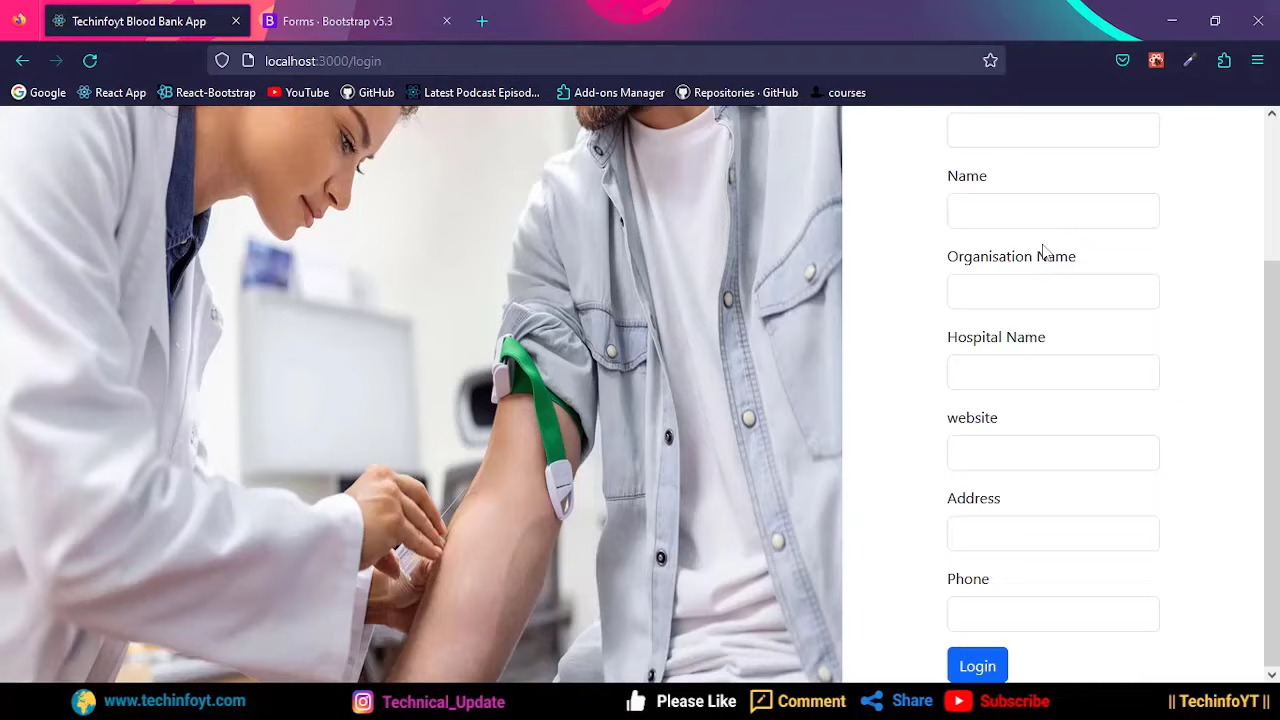 Techinfoyt Blood Bank App
Forms · Bootstrap v5.3
localhost:3000/login
Google
React App
React-Bootstrap
YouTube
GitHub
Latest Podcast Episod...
Add-ons Manager
Repositories · GitHub
courses
Name
Organisation Name
Hospital Name
website
Address
Phone
Login
www.techinfoyt.com
Technical_Update
Please Like
Comment
Share
Subscribe
|| TechinfoYT ||